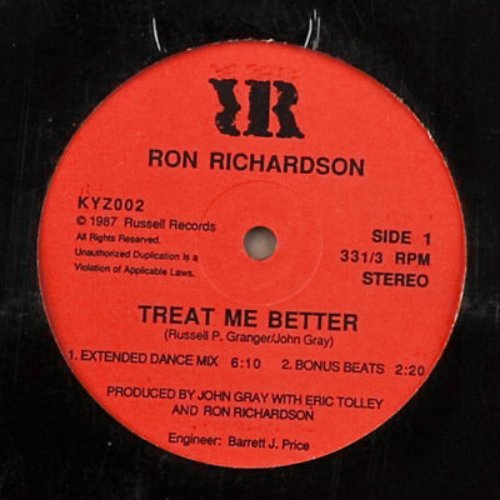 RR
RON RICHARDSON
KYZ002
© 1987 Russell Records
All Rights Reserved.
Unauthorized Duplication is a
Violation of Applicable Laws.
SIDE 1
331/3 RPM
STEREO
TREAT ME BETTER
(Russell P. Granger/John Gray)
1. EXTENDED DANCE MIX 6:10 2. BONUS BEATS 2:20
PRODUCED BY JOHN GRAY WITH ERIC TOLLEY
AND RON RICHARDSON
Engineer: Barrett J. Price